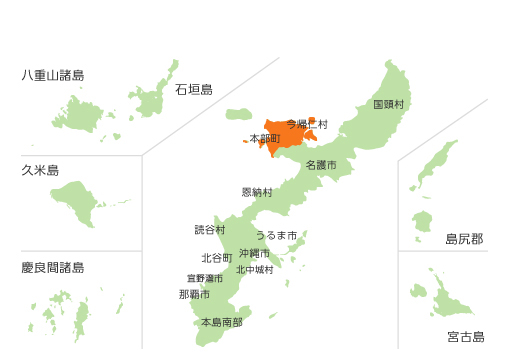 八重山諸島
石垣島
国頭村
今帰仁村
本部町
名護市
久米島
恩納村
読谷村
うるま市
島尻郡
沖縄市
北谷町
慶良間諸島
北中城村
宜野湾市
那覇市
本島南部
宮古島